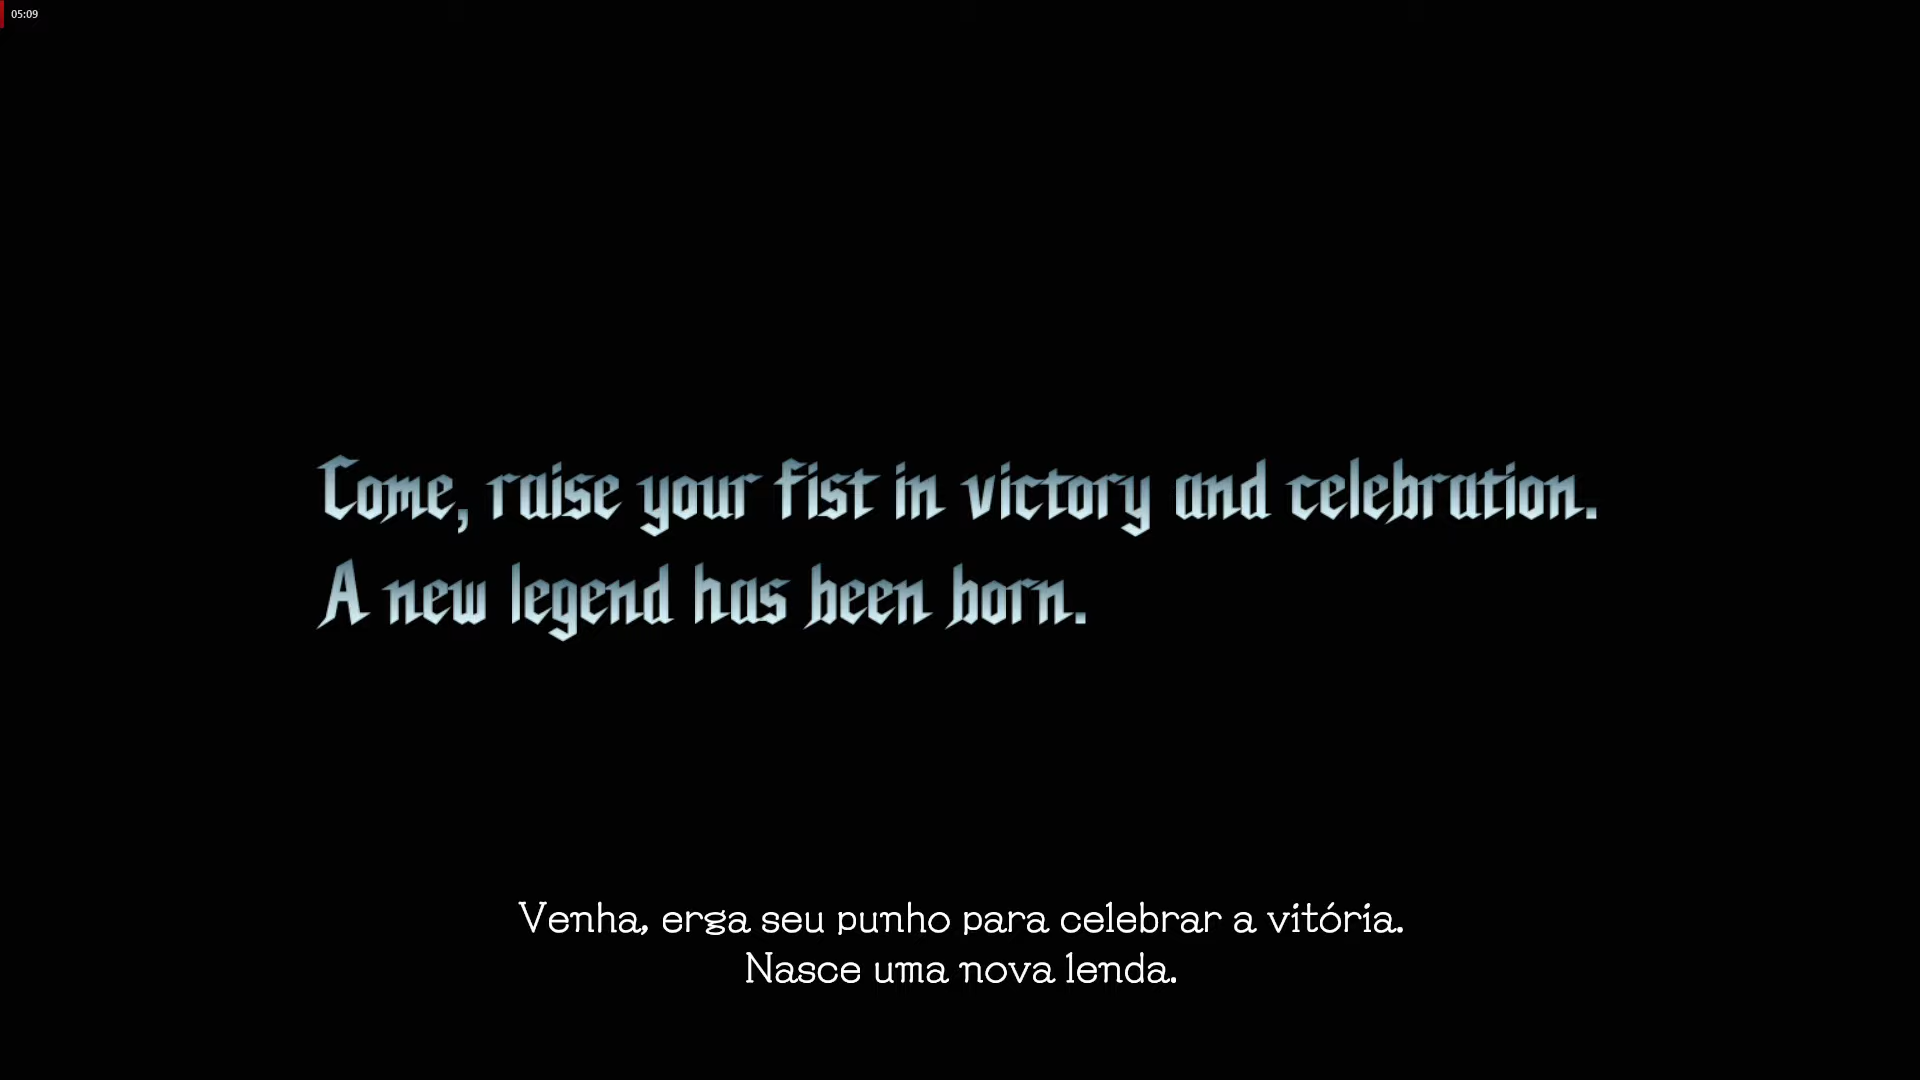 05:09
Come, raise your fist in victory and celebration.
A new legend has been born.
Venha, erga seu punho para celebrar a vitória.
Nasce uma nova lenda.